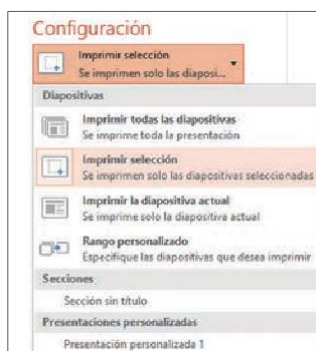 Configuración
Imprimir selección
Se imprimen solo las diaposi...
Diapositivas
Imprimir todas las diapositivas
Se imprime toda la presentación
Imprimir selección
Se imprimen solo las diapositivas seleccionadas
Imprimir la diapositiva actual
Se imprime solo la diapositiva actual
Rango personalizado
Especifique las diapositivas que desea imprimir
Secciones
Sección sin título
Presentaciones personalizadas
Presentación personalizada 1